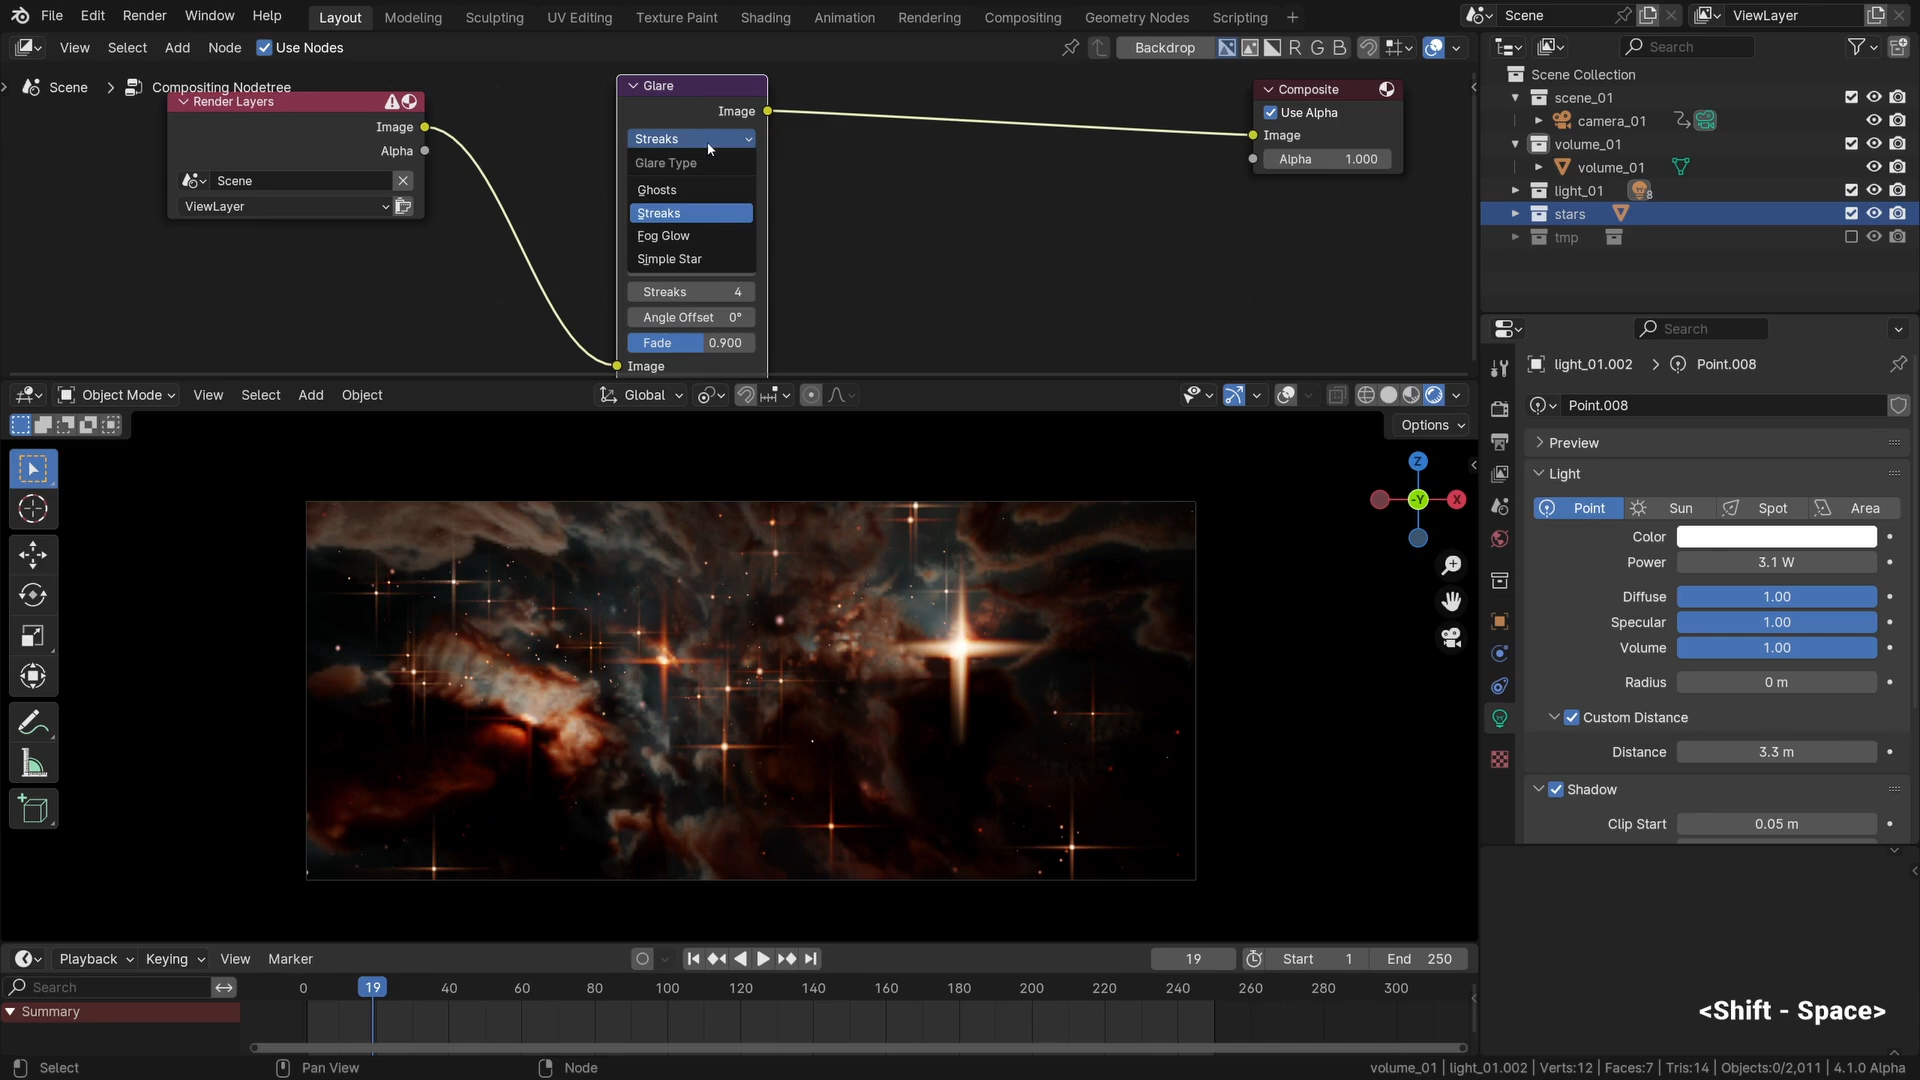 File Edit Render Window Help Layout Modeling Sculpting UV Editing Texture Paint Shading Animation Rendering Compositing Geometry Nodes Scripting + Scene ViewLayer
View Select Add Node Use Nodes Backdrop R G B Search
Scene Compositing Nodetree
Render Layers
Image
Alpha
Scene
ViewLayer
Glare
Image
Streaks
Glare Type
Ghosts
Streaks
Fog Glow
Simple Star
Streaks 4
Angle Offset 0°
Fade 0.900
Image
Composite
Use Alpha
Image
Alpha 1.000
Scene Collection
scene_01
camera_01
volume_01
volume_01
light_01 8
stars
tmp
Search
light_01.002 Point.008
Point.008
Preview
Light
Point Sun Spot Area
Color
Power 3.1 W
Diffuse 1.00
Specular 1.00
Volume 1.00
Radius 0 m
Custom Distance
Distance 3.3 m
Shadow
Clip Start 0.05 m
Object Mode View Select Add Object Global
Options
Z
-Y X
Playback Keying View Marker 19 Start 1 End 250
Search 0 19 40 60 80 100 120 140 160 180 200 220 240 260 280 300
Summary
<Shift - Space>
Select Pan View Node volume_01 | light_01.002 | Verts:12 | Faces:7 | Tris:14 | Objects:0/2,011 | 4.1.0 Alpha